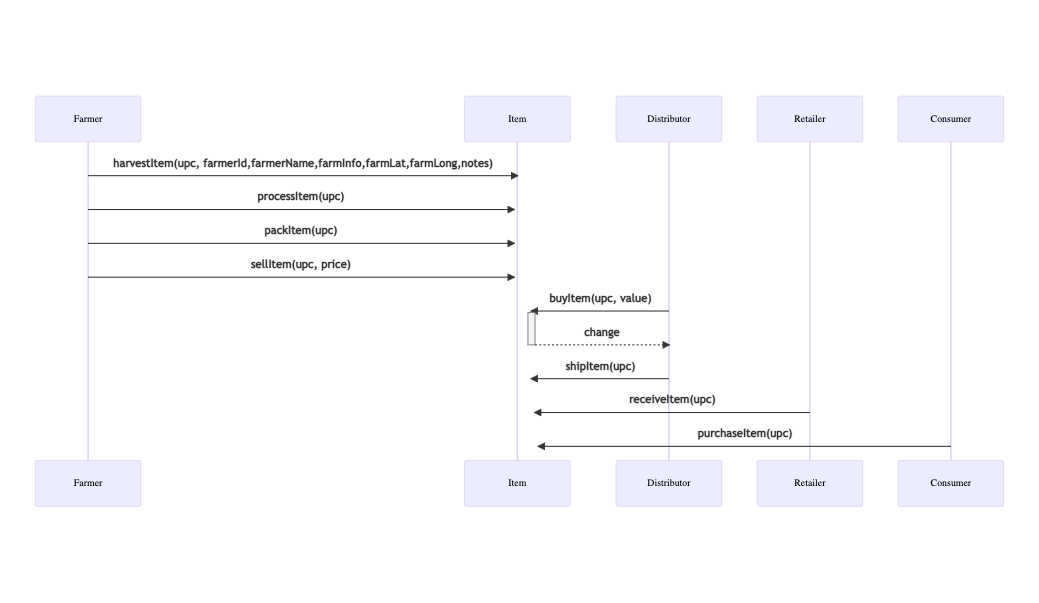 Farmer Item Distributor Retailer Consumer
harvestItem(upc, farmerId,farmerName,farmInfo,farmLat,farmLong,notes)
processItem(upc)
packItem(upc)
sellItem(upc, price)
buyItem(upc, value)
change
shipItem(upc)
receiveItem(upc)
purchaseItem(upc)
Farmer Item Distributor Retailer Consumer